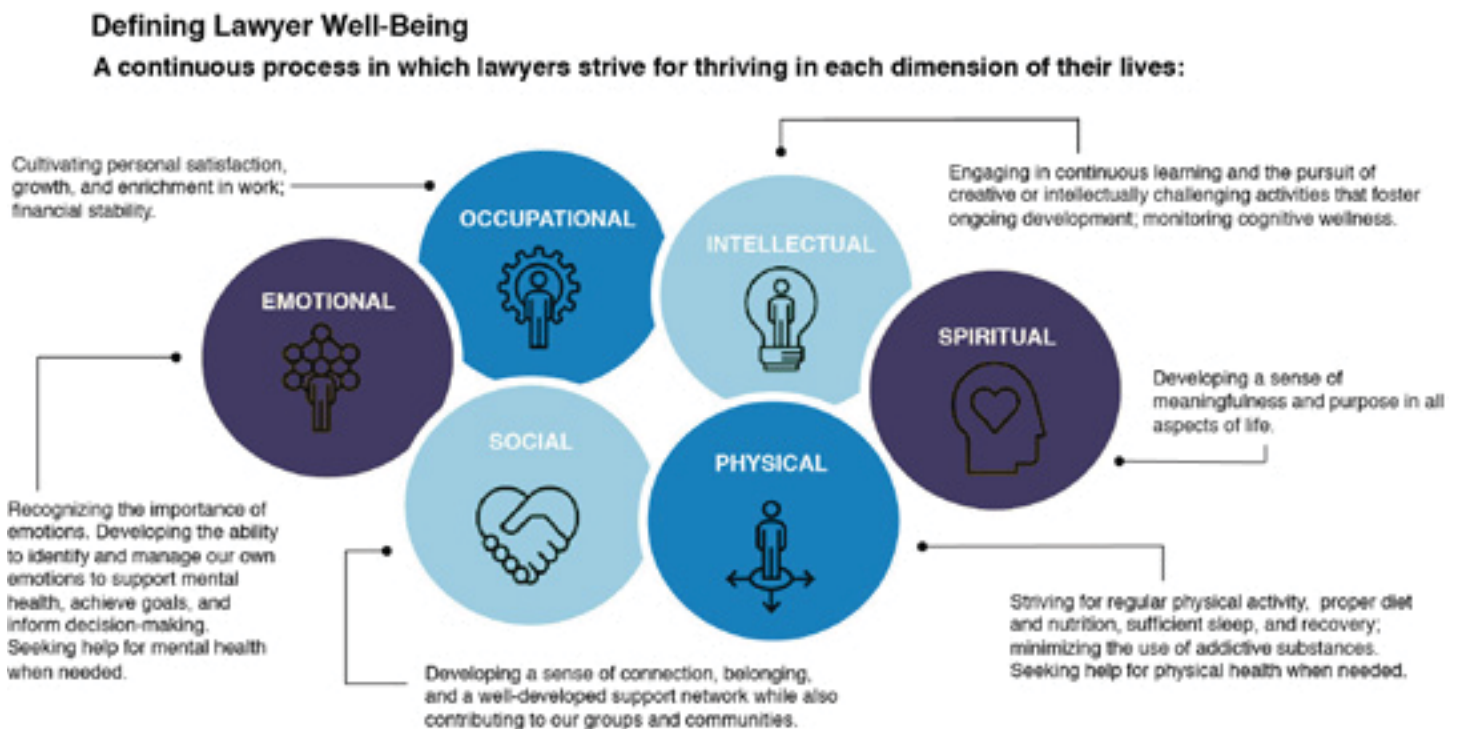 Defining Lawyer Well-Being
A continuous process in which lawyers strive for thriving in each dimension of their lives:
Cultivating personal satisfaction,
growth, and enrichment in work;
financial stability.
OCCUPATIONAL
Engaging in continuous learning and the pursuit of
creative or intellectually challenging activities that foster
ongoing development; monitoring cognitive wellness.
INTELLECTUAL
EMOTIONAL
SPIRITUAL
Developing a sense of
meaningfulness and purpose in all
aspects of life.
SOCIAL
PHYSICAL
Recognizing the importance of
emotions. Developing the ability
to identify and manage our own
emotions to support mental
health, achieve goals, and
inform decision-making.
Seeking help for mental health
when needed.
Developing a sense of connection, belonging,
and a well-developed support network while also
contributing to our groups and communities.
Striving for regular physical activity, proper diet
and nutrition, sufficient sleep, and recovery;
minimizing the use of addictive substances.
Seeking help for physical health when needed.